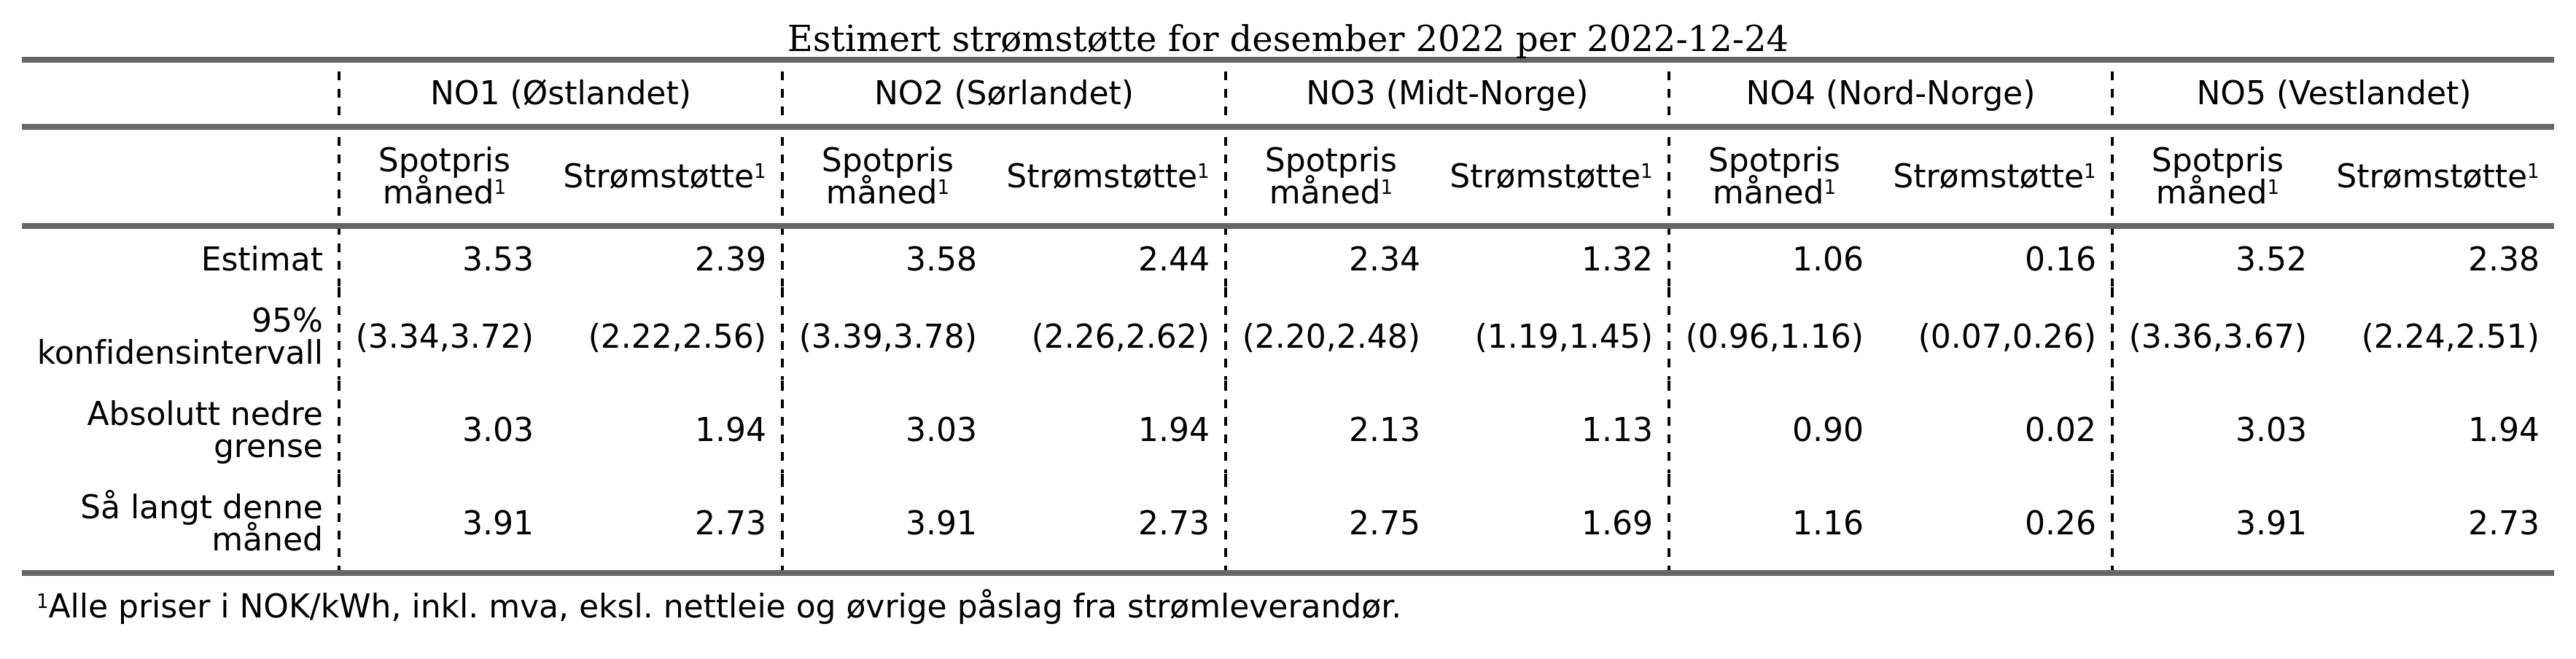 Estimert strømstøtte for desember 2022 per 2022-12-24
NO1 (Østlandet) NO2 (Sørlandet) NO3 (Midt-Norge) NO4 (Nord-Norge) NO5 (Vestlandet)
Spotpris måned¹ Strømstøtte¹ Spotpris måned¹ Strømstøtte¹ Spotpris måned¹ Strømstøtte¹ Spotpris måned¹ Strømstøtte¹ Spotpris måned¹ Strømstøtte¹
Estimat 3.53 2.39 3.58 2.44 2.34 1.32 1.06 0.16 3.52 2.38
95% konfidensintervall (3.34,3.72) (2.22,2.56) (3.39,3.78) (2.26,2.62) (2.20,2.48) (1.19,1.45) (0.96,1.16) (0.07,0.26) (3.36,3.67) (2.24,2.51)
Absolutt nedre grense 3.03 1.94 3.03 1.94 2.13 1.13 0.90 0.02 3.03 1.94
Så langt denne måned 3.91 2.73 3.91 2.73 2.75 1.69 1.16 0.26 3.91 2.73
¹Alle priser i NOK/kWh, inkl. mva, eksl. nettleie og øvrige påslag fra strømleverandør.